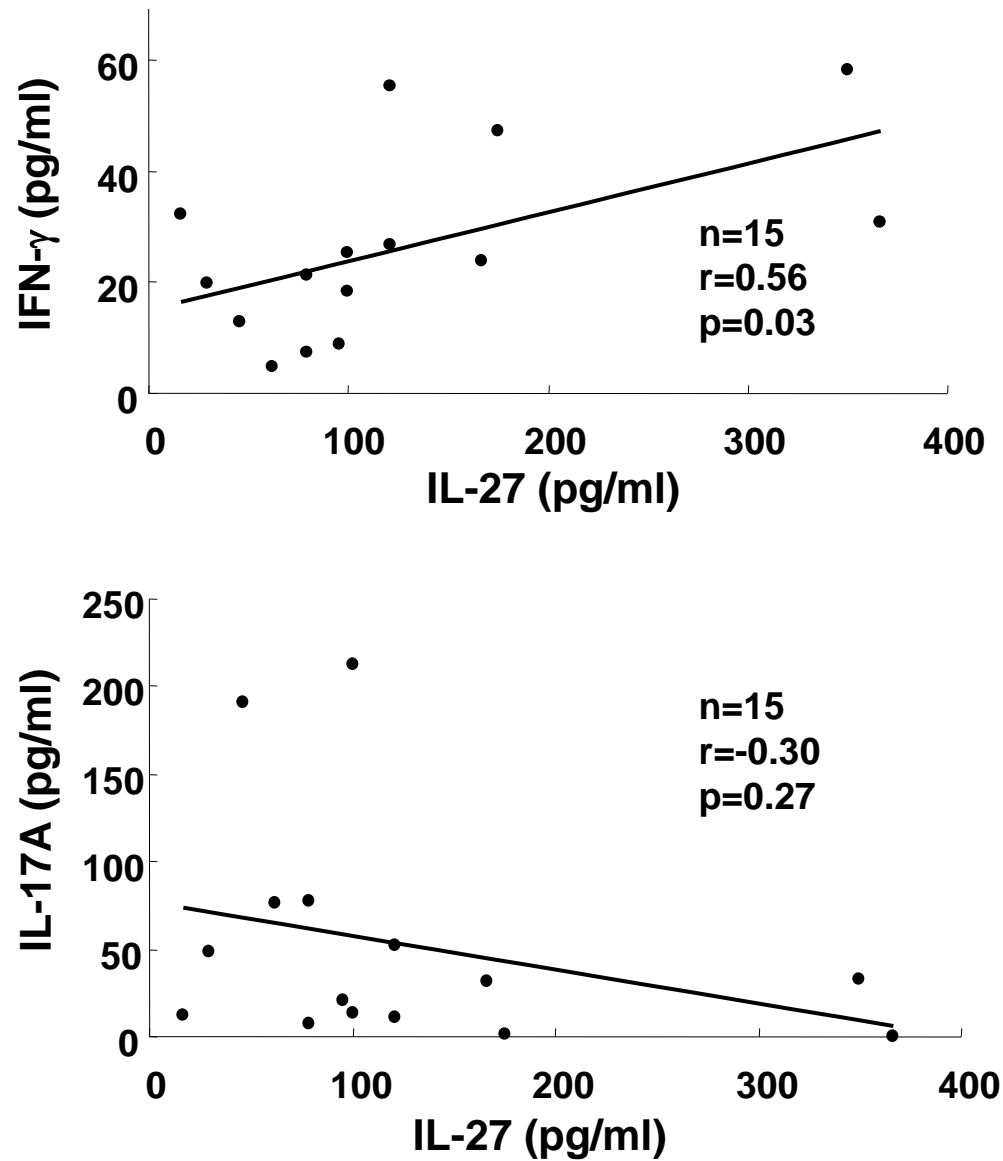 60
40
20
0
IFN-γ (pg/ml)
n=15
r=0.56
p=0.03
0 100 200 300 400
IL-27 (pg/ml)
250
200
150
100
50
0
IL-17A (pg/ml)
n=15
r=-0.30
p=0.27
0 100 200 300 400
IL-27 (pg/ml)